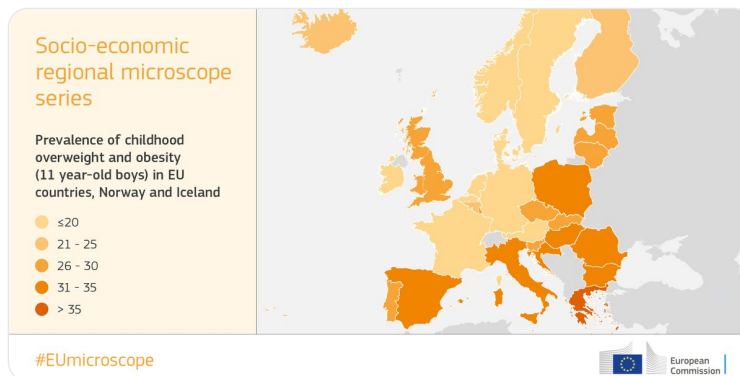 Socio-economic
regional microscope
series
Prevalence of childhood
overweight and obesity
(11 year-old boys) in EU
countries, Norway and Iceland
≤20
21 - 25
26 - 30
31 - 35
> 35
#EUmicroscope
European
Commission